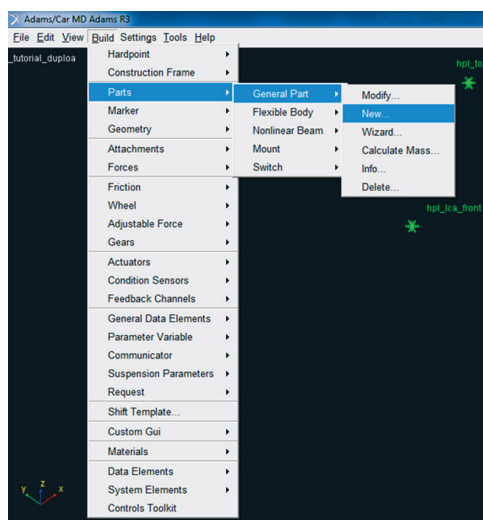 Adams/Car MD Adams R3
File Edit View Build Settings Tools Help
_tutorial_duploa
Hardpoint
Construction Frame
Parts
Marker
Geometry
Attachments
Forces
Friction
Wheel
Adjustable Force
Gears
Actuators
Condition Sensors
Feedback Channels
General Data Elements
Parameter Variable
Communicator
Suspension Parameters
Request
Shift Template...
Custom Gui
Materials
Data Elements
System Elements
Controls Toolkit
General Part
Flexible Body
Nonlinear Beam
Mount
Switch
Modify...
New...
Wizard...
Calculate Mass...
Info...
Delete...
hpl_to
hpl_lca_front
y z x